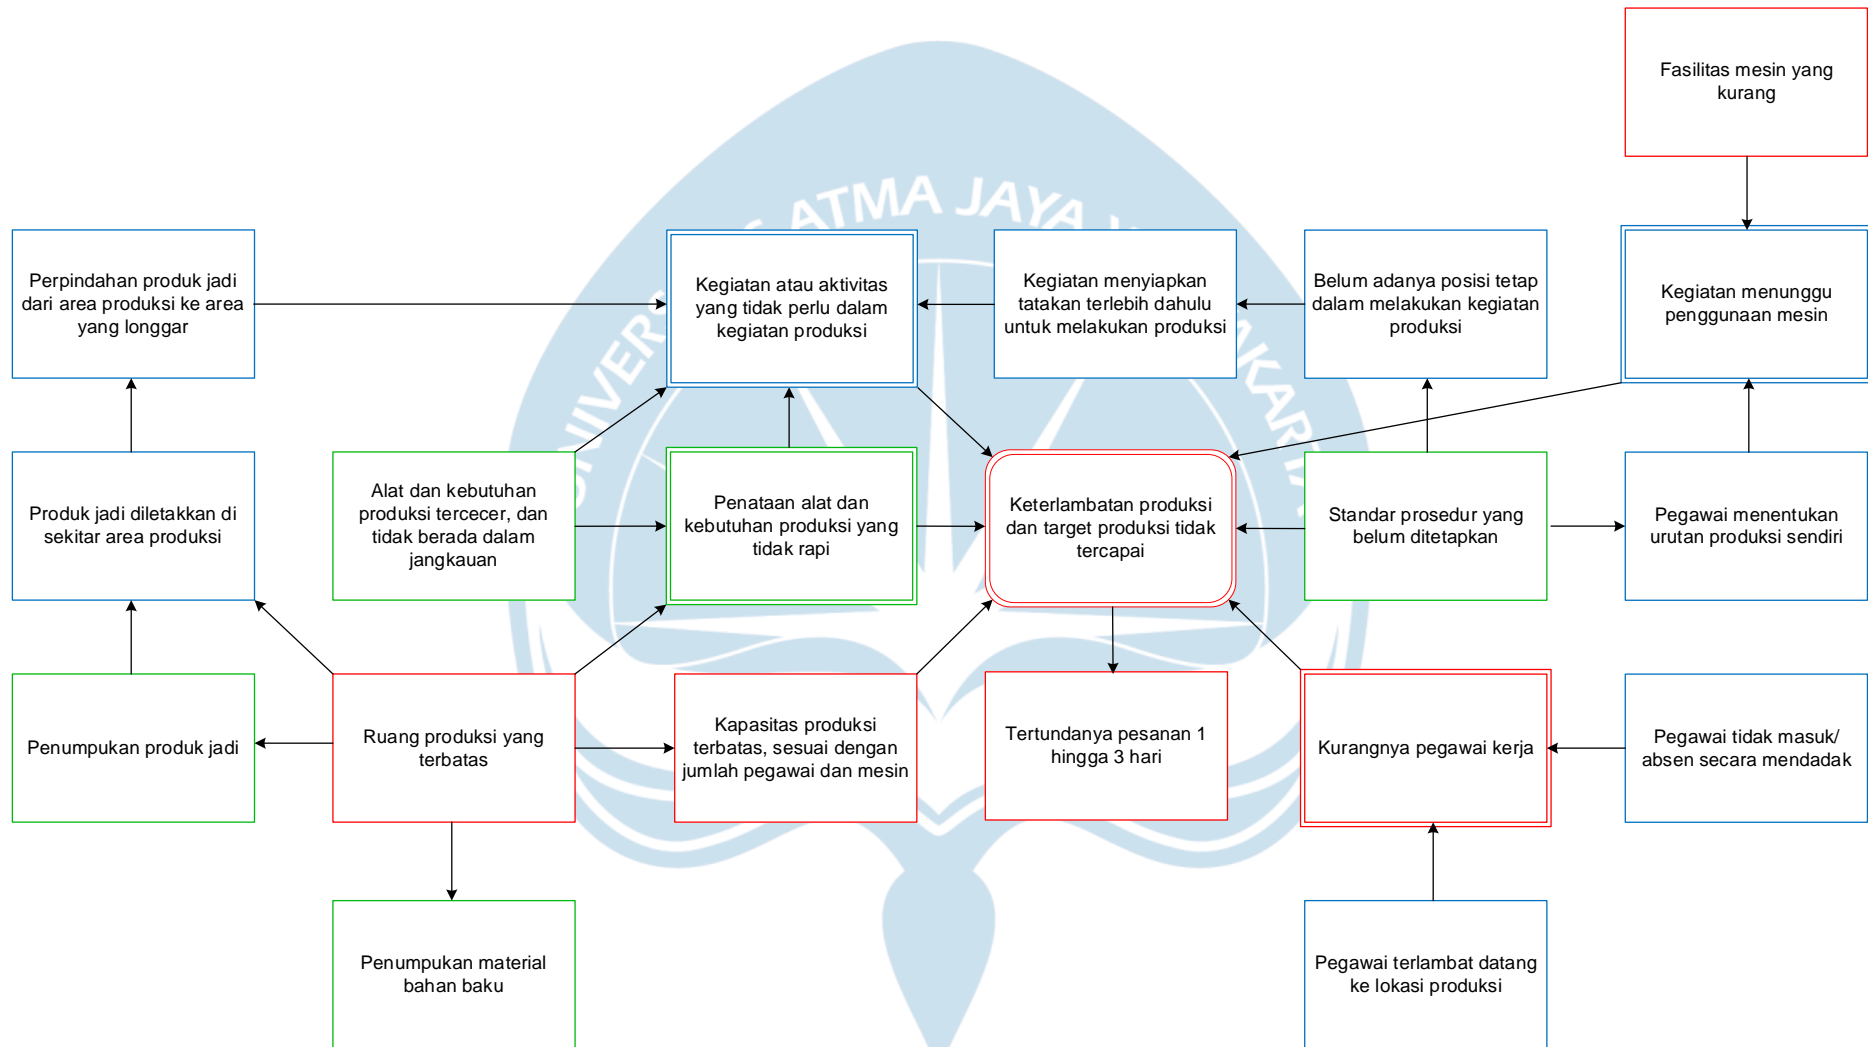 Fasilitas mesin yang
kurang
UNIVERSITAS ATMA JAYA YOGYAKARTA
Perpindahan produk jadi
dari area produksi ke area
yang longgar
Kegiatan atau aktivitas
yang tidak perlu dalam
kegiatan produksi
Kegiatan menyiapkan
tatakan terlebih dahulu
untuk melakukan produksi
Belum adanya posisi tetap
dalam melakukan kegiatan
produksi
Kegiatan menunggu
penggunaan mesin
Produk jadi diletakkan di
sekitar area produksi
Alat dan kebutuhan
produksi tercecer, dan
tidak berada dalam
jangkauan
Penataan alat dan
kebutuhan produksi yang
tidak rapi
Keterlambatan produksi
dan target produksi tidak
tercapai
Standar prosedur yang
belum ditetapkan
Pegawai menentukan
urutan produksi sendiri
Penumpukan produk jadi
Ruang produksi yang
terbatas
Kapasitas produksi
terbatas, sesuai dengan
jumlah pegawai dan mesin
Tertundanya pesanan 1
hingga 3 hari
Kurangnya pegawai kerja
Pegawai tidak masuk/
absen secara mendadak
Penumpukan material
bahan baku
Pegawai terlambat datang
ke lokasi produksi